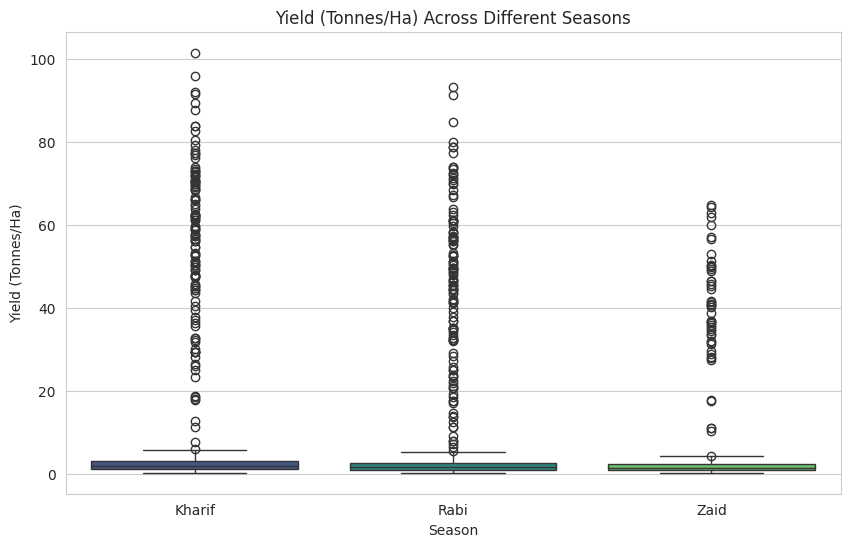 Yield (Tonnes/Ha) Across Different Seasons
100
80
60
40
20
0
Yield (Tonnes/Ha)
Kharif
Rabi
Zaid
Season